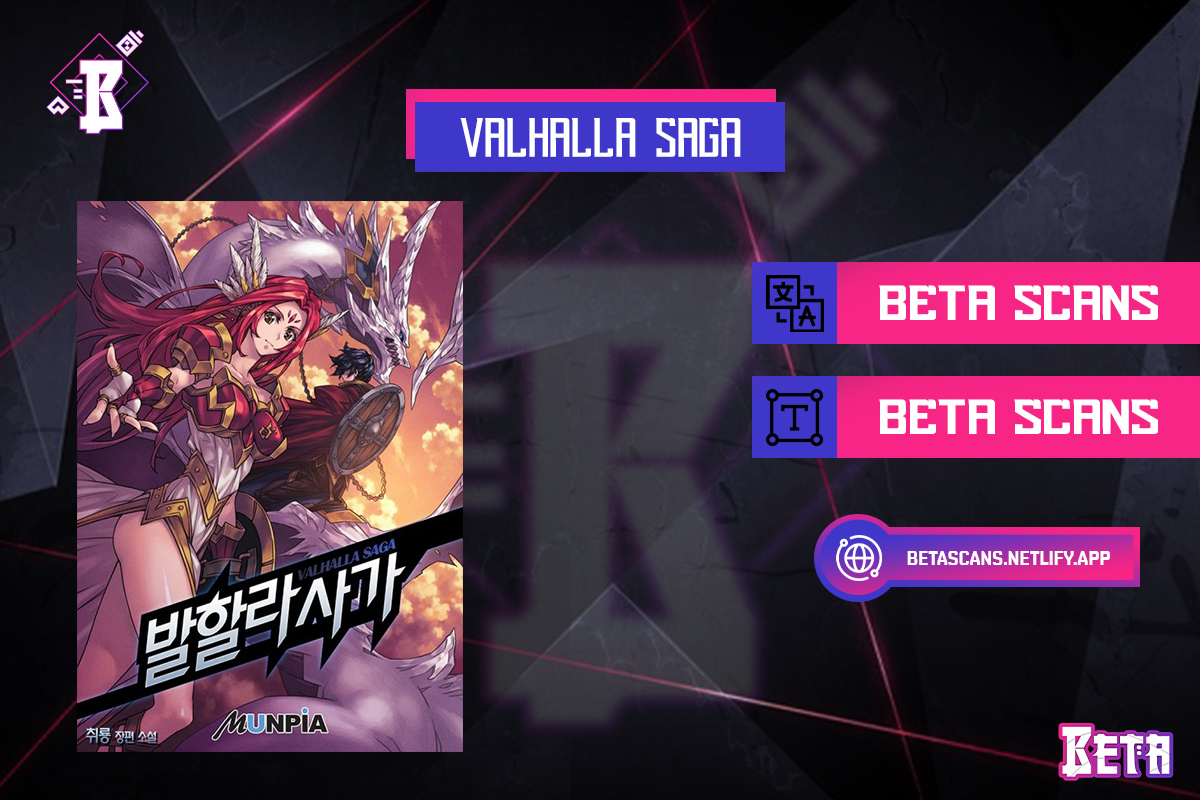 B
VALHALLA SAGA
文
A
BETA SCANS
T
BETA SCANS
BETASCANS.NETLIFY.APP
VALHALLA SAGA
발할라사가
MUNPIA
취룡 장편 소설
BETA